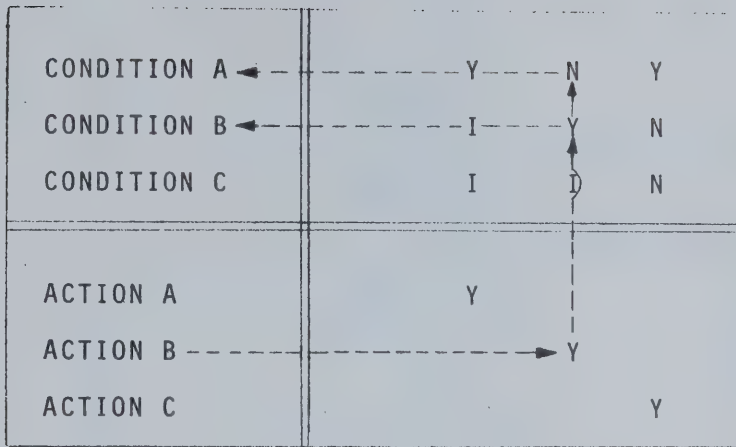 CONDITION A Y N Y
CONDITION B I Y N
CONDITION C I I N
ACTION A Y
ACTION B Y
ACTION C Y